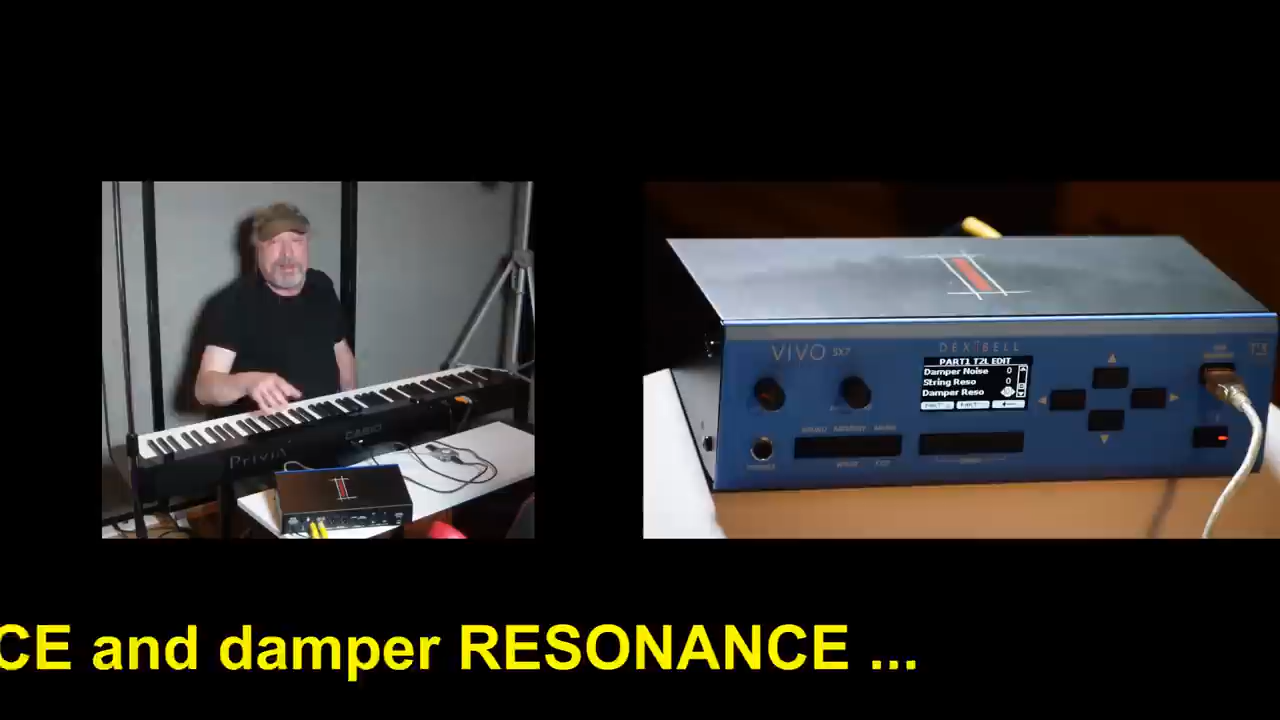 CASIO
Privia
VIVO SX7
DEXIBELL
PART1 T2L EDIT
Damper Noise 0
String Reso 0
Damper Reso
CE and damper RESONANCE ...